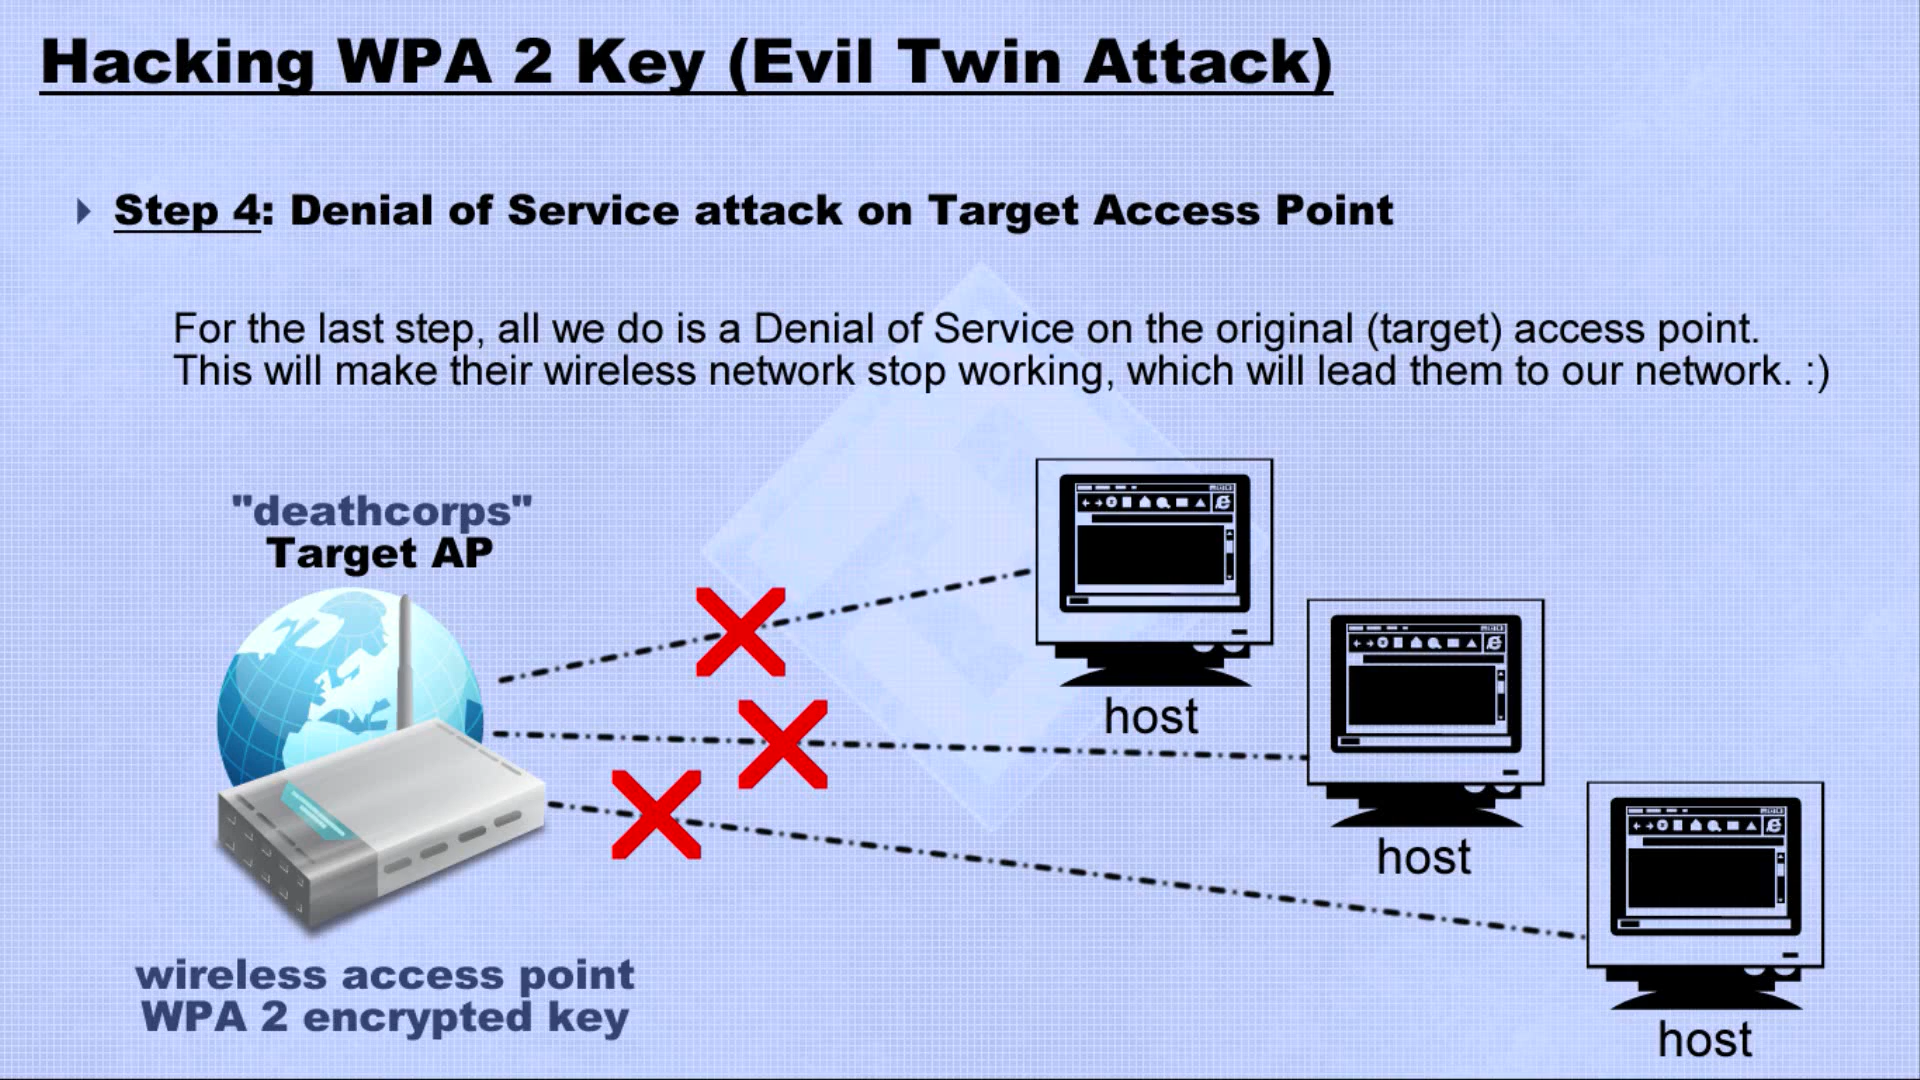 Hacking WPA 2 Key (Evil Twin Attack)
Step 4: Denial of Service attack on Target Access Point
For the last step, all we do is a Denial of Service on the original (target) access point.
This will make their wireless network stop working, which will lead them to our network. :)
"deathcorps"
Target AP
host
host
host
wireless access point
WPA 2 encrypted key